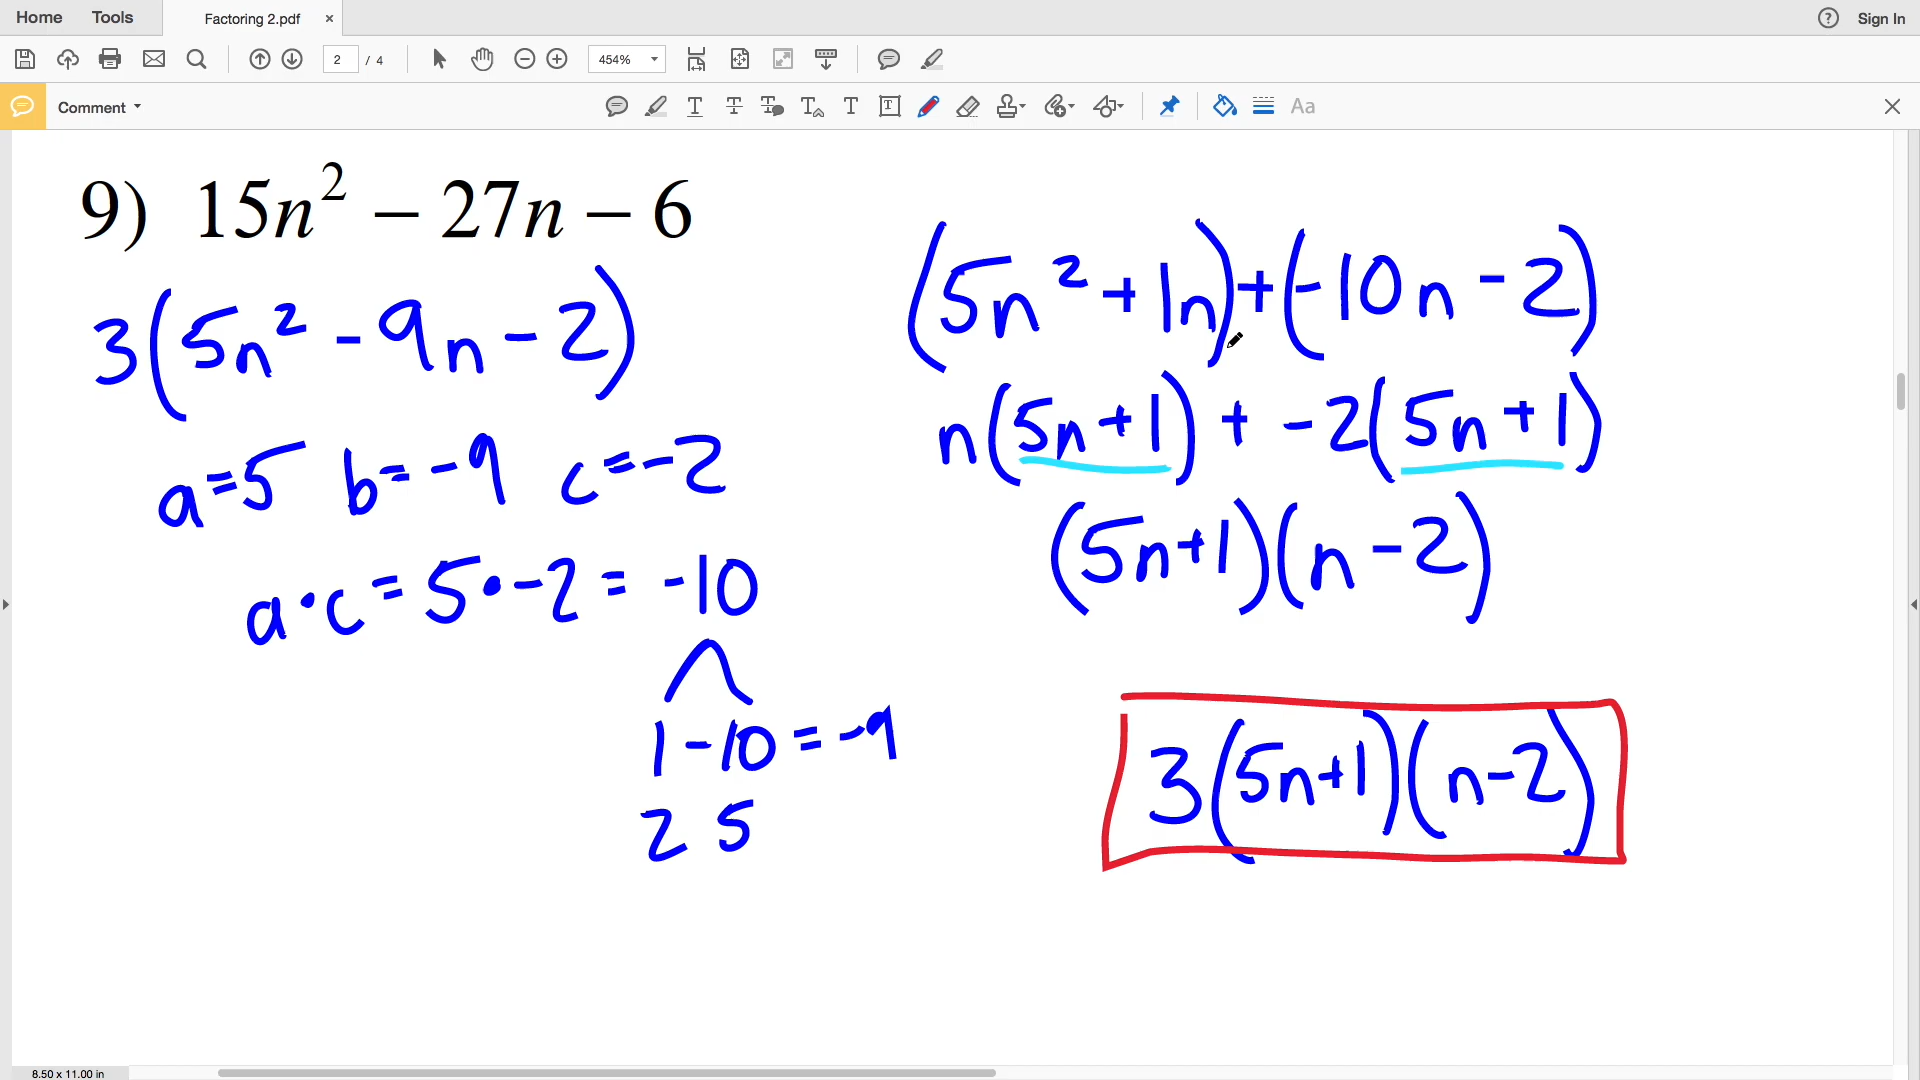 Home Tools Factoring 2.pdf × ? Sign In
2 / 4 454%
Comment T T T T T T Aa
9) 15n² − 27n − 6
3(5n² - 9n - 2)
a=5 b=-9 c=-2
a•c = 5•-2 = -10
1 -10 = -9
2 5
(5n² + 1n) + (-10n - 2)
n(5n+1) + -2(5n+1)
(5n+1)(n-2)
3(5n+1)(n-2)
8.50 x 11.00 in